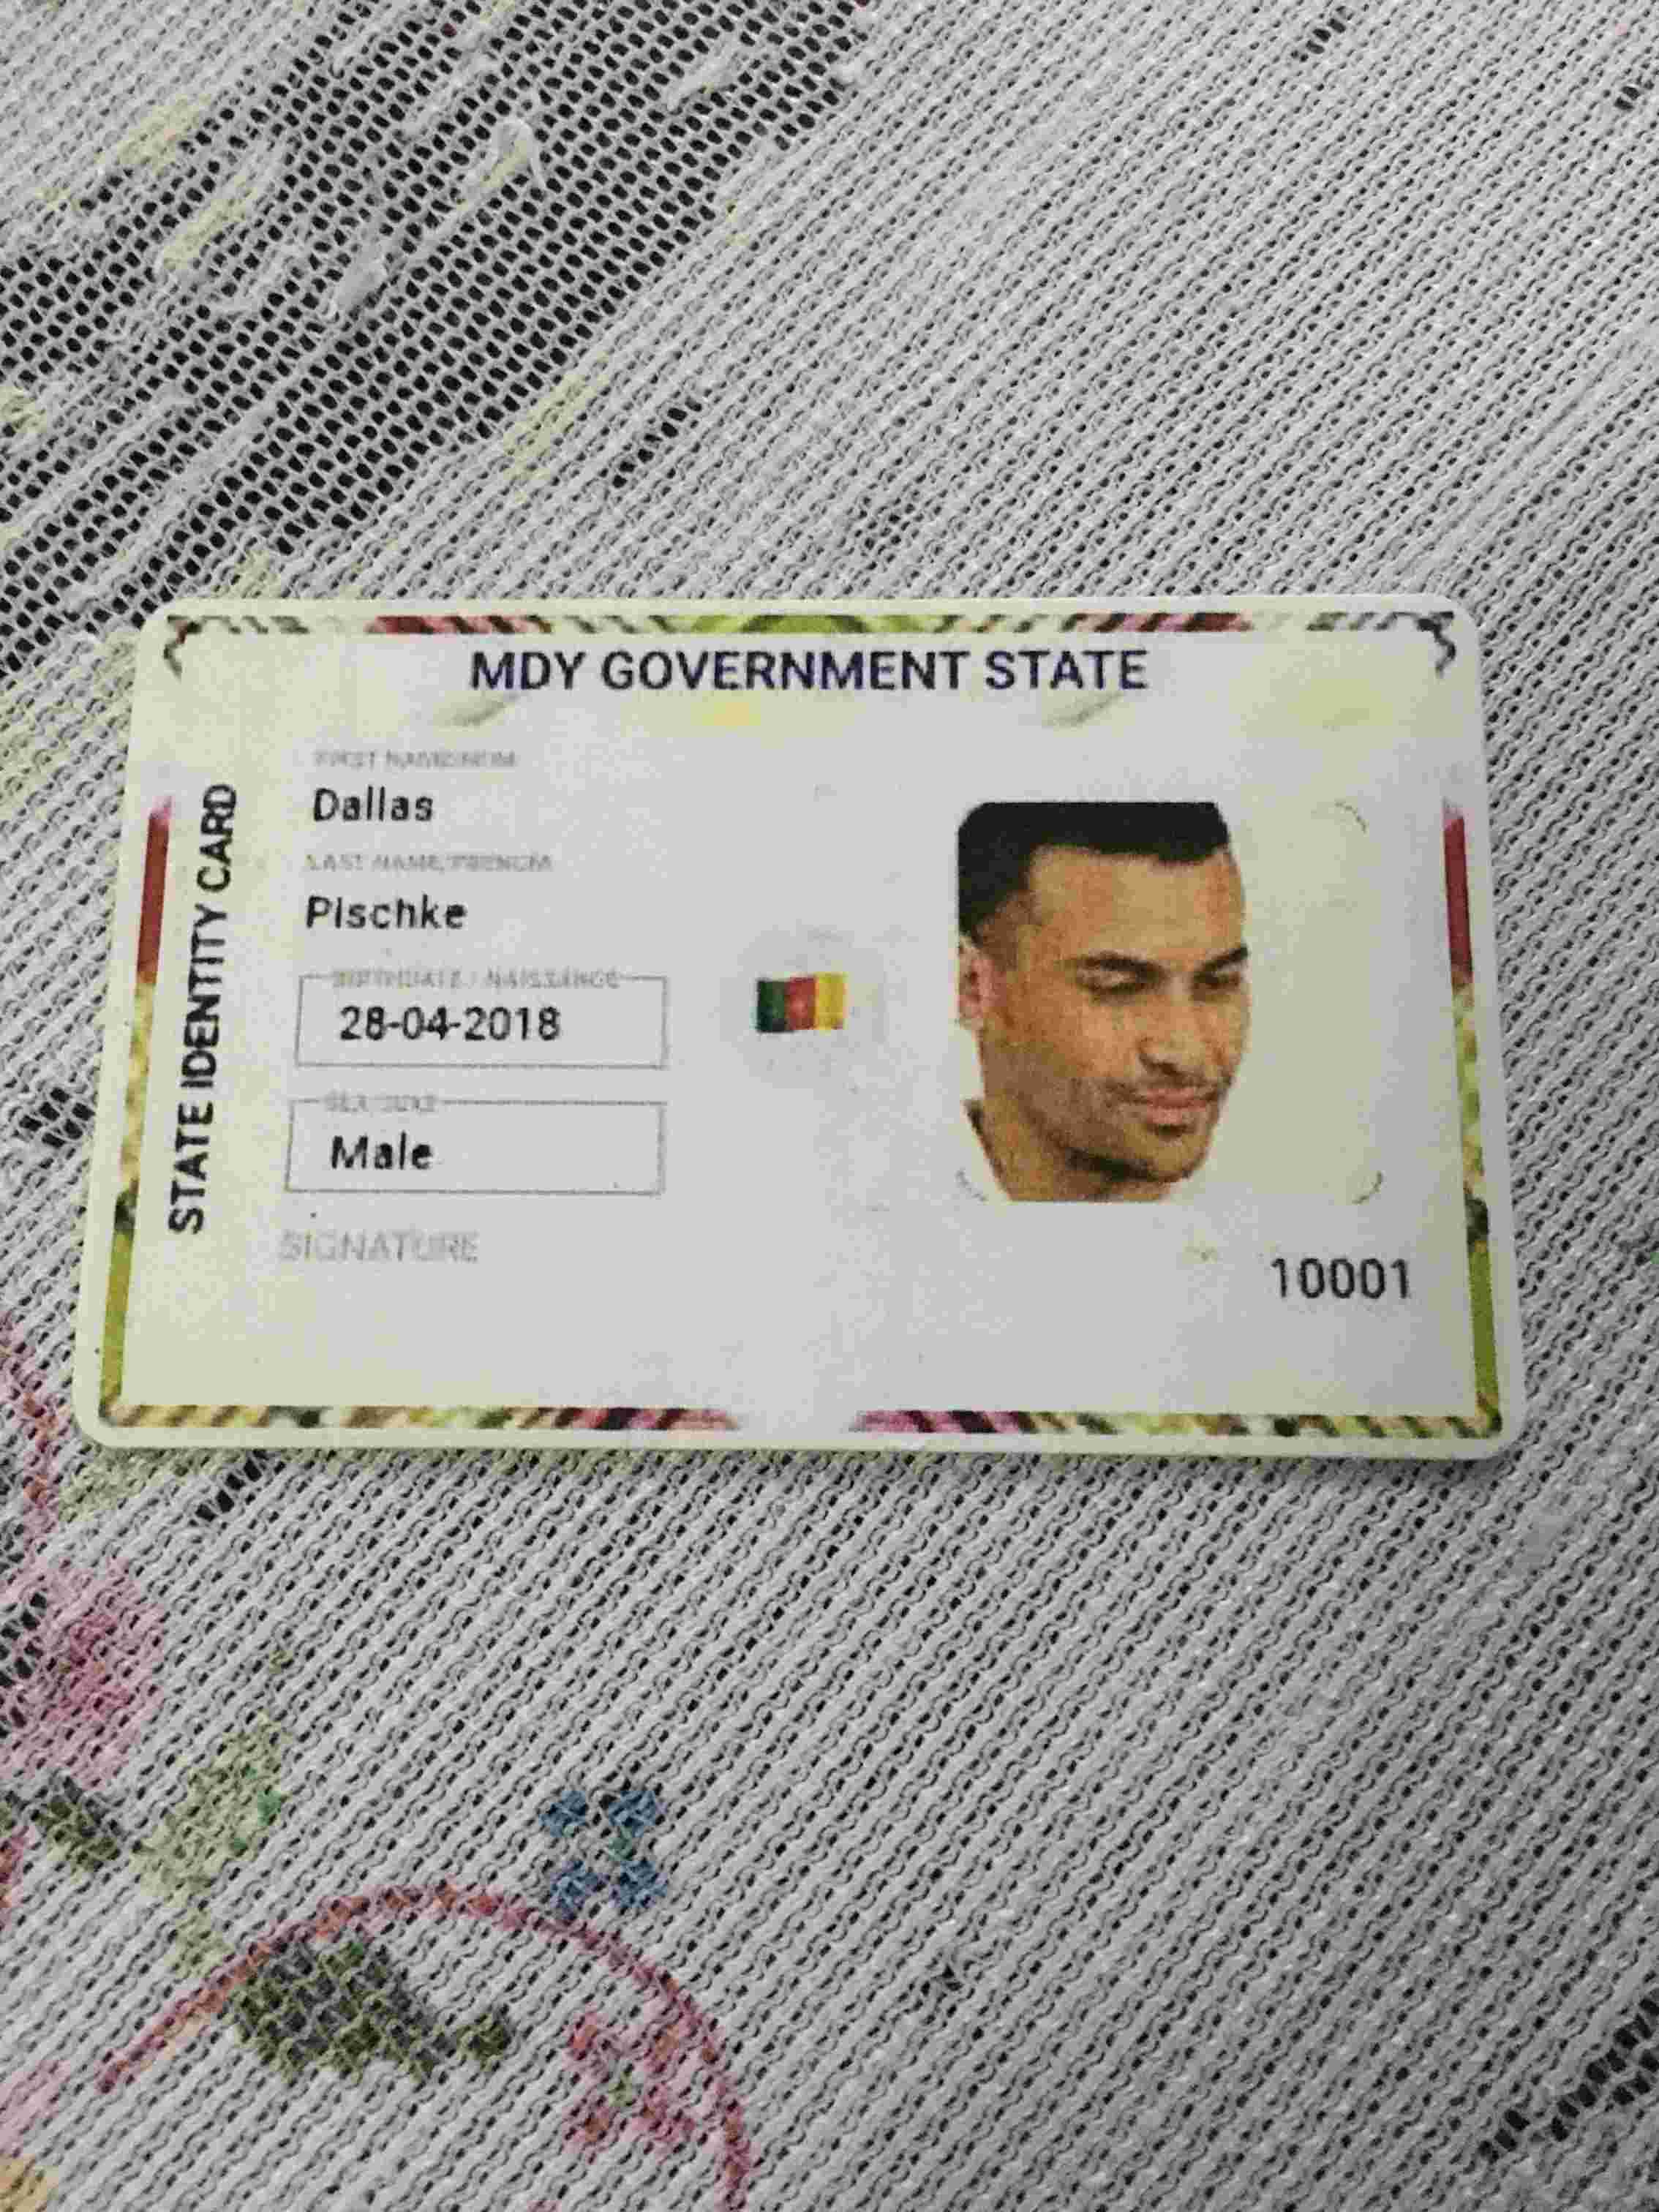 MDY GOVERNMENT STATE
STATE IDENTITY CARD
FIRST NAME/NOM
Dallas
LAST NAME/PRENOM
Pischke
BIRTHDATE / NAISSANCE
28-04-2018
SEX/SEXE
Male
SIGNATURE
10001